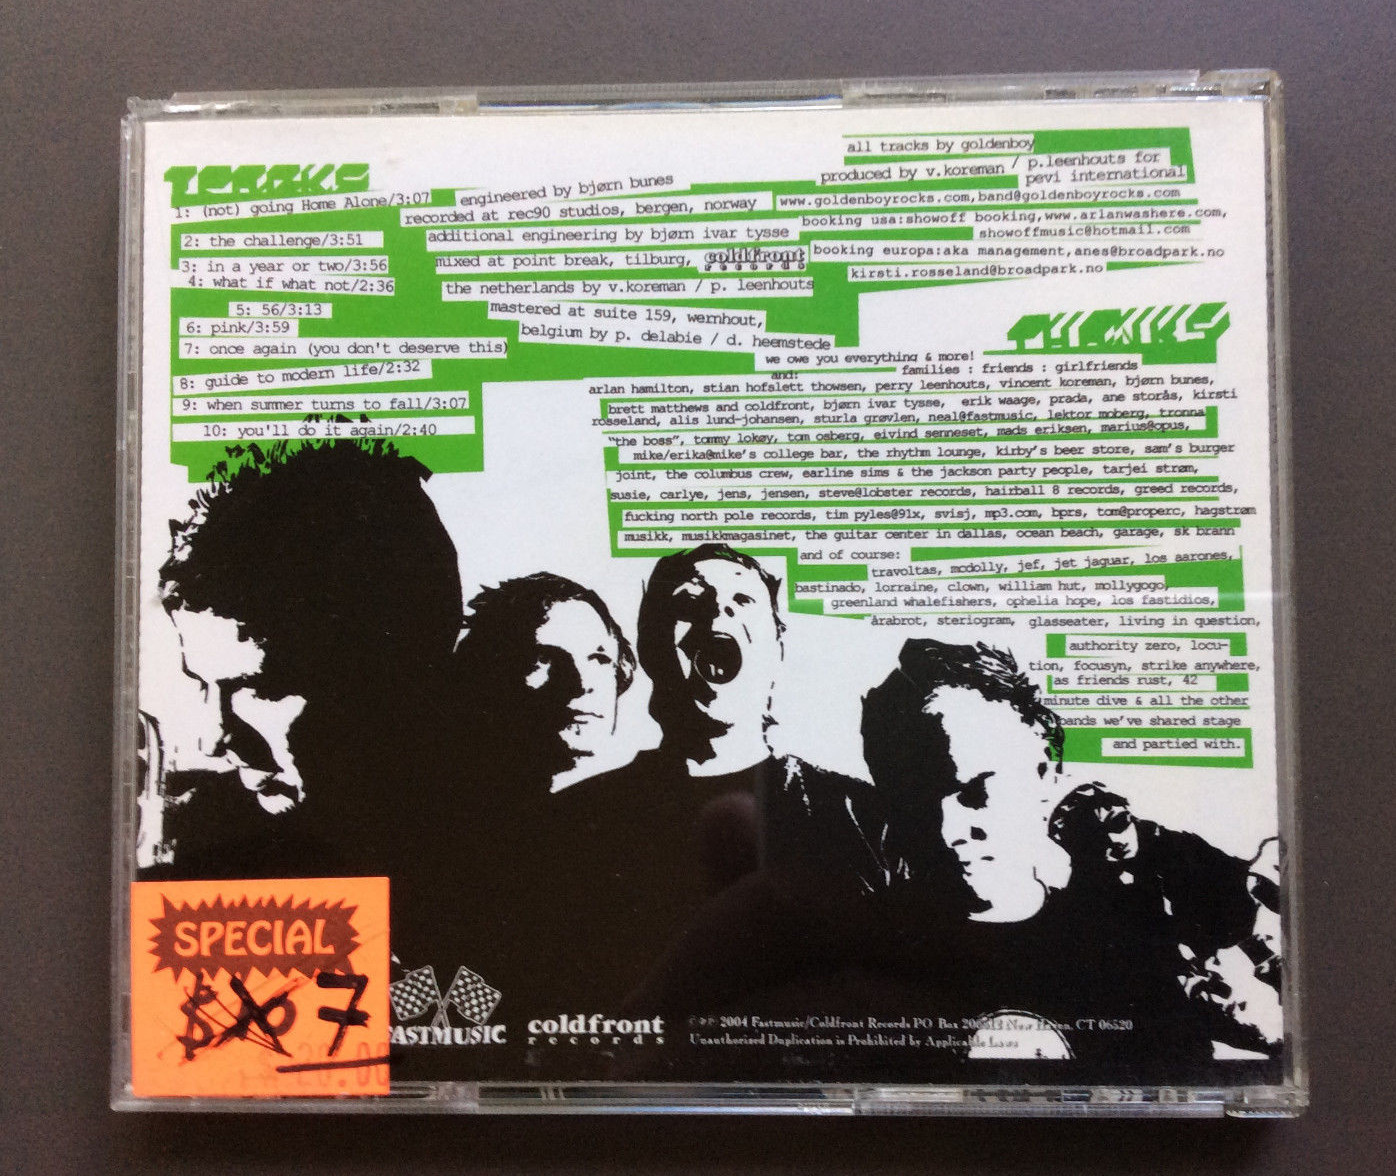 TRACKS
1: (not) going Home Alone/3:07
2: the challenge/3:51
3: in a year or two/3:56
4: what if what not/2:36
5: 56/3:13
6: pink/3:59
7: once again (you don't deserve this)
8: guide to modern life/2:32
9: when summer turns to fall/3:07
10: you'll do it again/2:40
engineered by bjørn bunes
recorded at rec90 studios, bergen, norway
additional engineering by bjørn ivar tysse
mixed at point break, tilburg, coldfront records
the netherlands by v.koreman / p. leenhouts
mastered at suite 159, wernhout,
belgium by p. delabie / d. heemstede
all tracks by goldenboy
produced by v.koreman / p.leenhouts for
pevi international
www.goldenboyrocks.com,band@goldenboyrocks.com
booking usa:showoff booking,www.arlanwashere.com,
showoffmusic@hotmail.com
booking europa:aka management,anes@broadpark.no
kirsti.rosseland@broadpark.no
THANKS
we owe you everything & more!
families : friends : girlfriends
and:
arlan hamilton, stian hofslett thowsen, perry leenhouts, vincent koreman, bjørn bunes,
brett matthews and coldfront, bjørn ivar tysse, erik waage, prada, ane storås, kirsti
rosseland, alis lund-johansen, sturla grøvlen, neal@fastmusic, lektor moberg, tronna
"the boss", tommy lokøy, tom osberg, eivind senneset, mads eriksen, marius@opus,
mike/erika@mike's college bar, the rhythm lounge, kirby's beer store, sam's burger
joint, the columbus crew, earline sims & the jackson party people, tarjei strøm,
susie, carlye, jens, jensen, steve@lobster records, hairball 8 records, greed records,
fucking north pole records, tim pyles@91x, svisj, mp3.com, bprs, tom@properc, hagstrøm
musikk, musikkmagasinet, the guitar center in dallas, ocean beach, garage, sk brann
and of course:
travoltas, mcdolly, jef, jet jaguar, los aarones,
bastinado, lorraine, clown, william hut, mollygogo,
greenland whalefishers, ophelia hope, los fastidios,
årabrot, steriogram, glasseater, living in question,
authority zero, locu-
tion, focusyn, strike anywhere,
as friends rust, 42
minute dive & all the other
bands we've shared stage
and partied with.
SPECIAL
$10 7
20.00
FASTMUSIC
coldfront
records
©℗ 2004 Fastmusic/Coldfront Records PO Box New Haven, CT 06520
Unauthorized Duplication is Prohibited by Applicable Laws